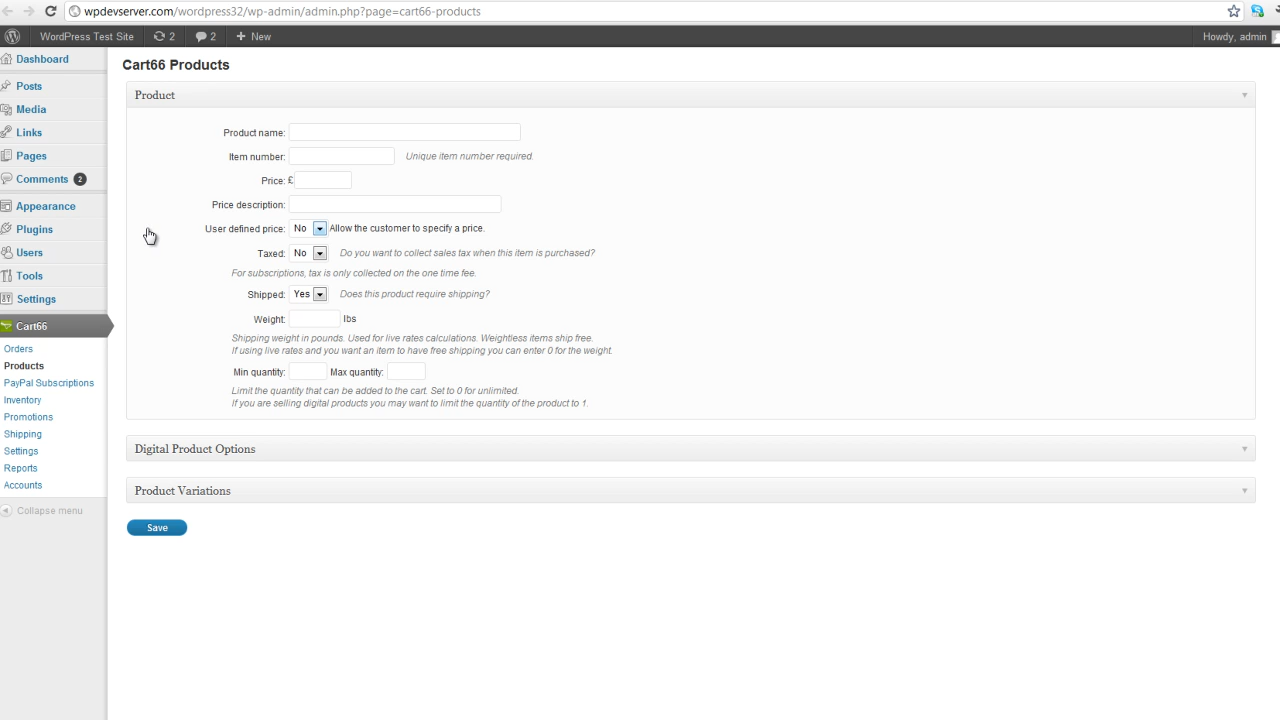 wpdevserver.com/wordpress32/wp-admin/admin.php?page=cart66-products
WordPress Test Site 2 2 + New Howdy, admin
Dashboard
Posts
Media
Links
Pages
Comments 2
Appearance
Plugins
Users
Tools
Settings
Cart66
Orders
Products
PayPal Subscriptions
Inventory
Promotions
Shipping
Settings
Reports
Accounts
Collapse menu
Cart66 Products
Product
Product name:
Item number: Unique item number required.
Price: £
Price description:
User defined price: No Allow the customer to specify a price.
Taxed: No Do you want to collect sales tax when this item is purchased?
For subscriptions, tax is only collected on the one time fee.
Shipped: Yes Does this product require shipping?
Weight: lbs
Shipping weight in pounds. Used for live rates calculations. Weightless items ship free.
If using live rates and you want an item to have free shipping you can enter 0 for the weight.
Min quantity: Max quantity:
Limit the quantity that can be added to the cart. Set to 0 for unlimited.
If you are selling digital products you may want to limit the quantity of the product to 1.
Digital Product Options
Product Variations
Save